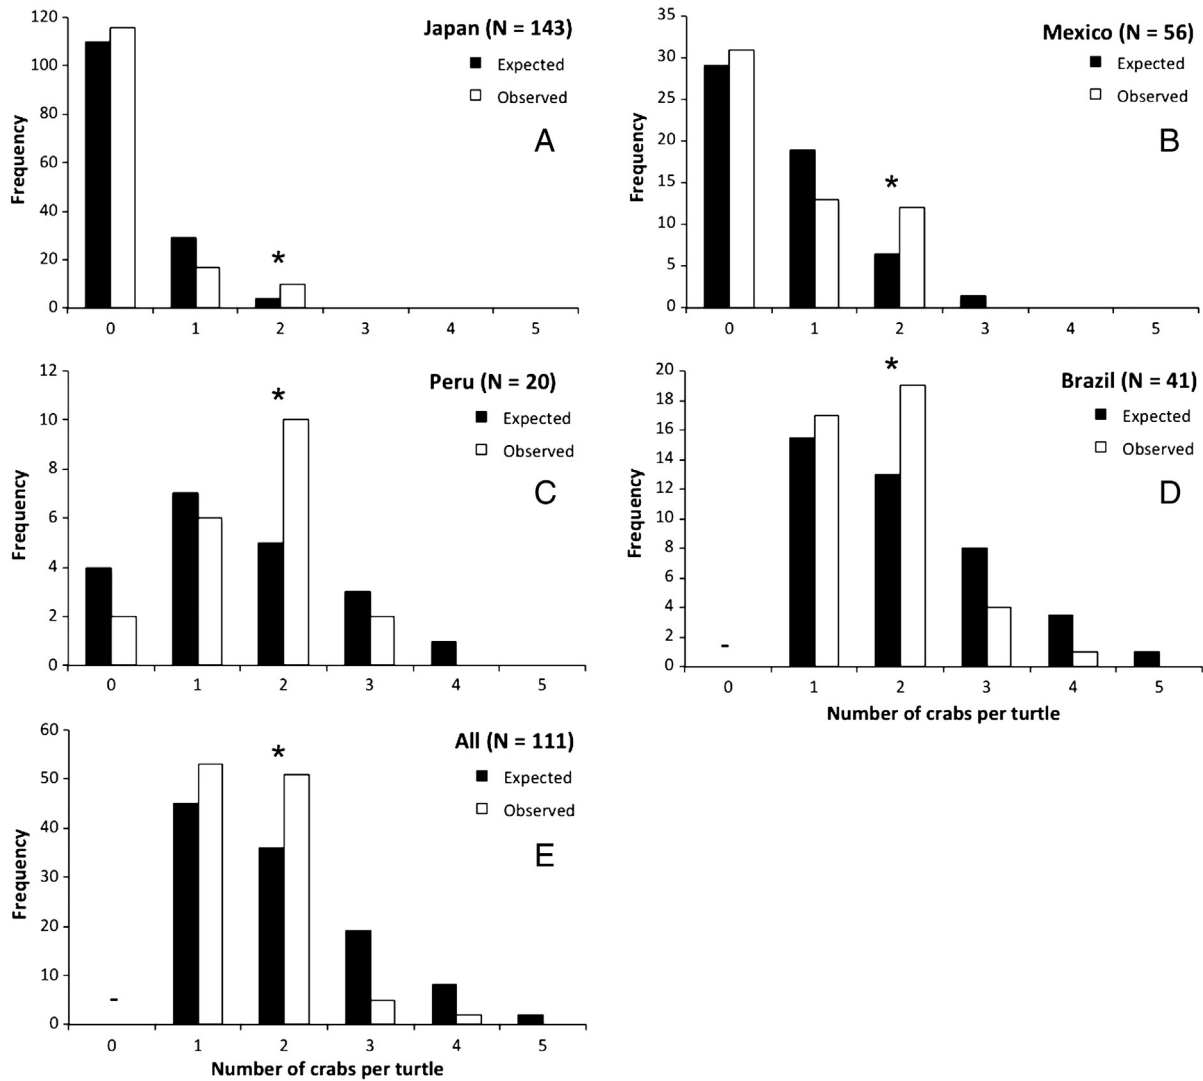 Japan (N = 143)
Expected
Observed
A
*
Frequency
120
100
80
60
40
20
0
0 1 2 3 4 5
Mexico (N = 56)
Expected
Observed
B
*
Frequency
35
30
25
20
15
10
5
0
0 1 2 3 4 5
Peru (N = 20)
Expected
Observed
C
*
Frequency
12
10
8
6
4
2
0
0 1 2 3 4 5
Brazil (N = 41)
Expected
Observed
D
*
Frequency
20
18
16
14
12
10
8
6
4
2
0
-
0 1 2 3 4 5
Number of crabs per turtle
All (N = 111)
Expected
Observed
E
*
Frequency
60
50
40
30
20
10
0
-
0 1 2 3 4 5
Number of crabs per turtle